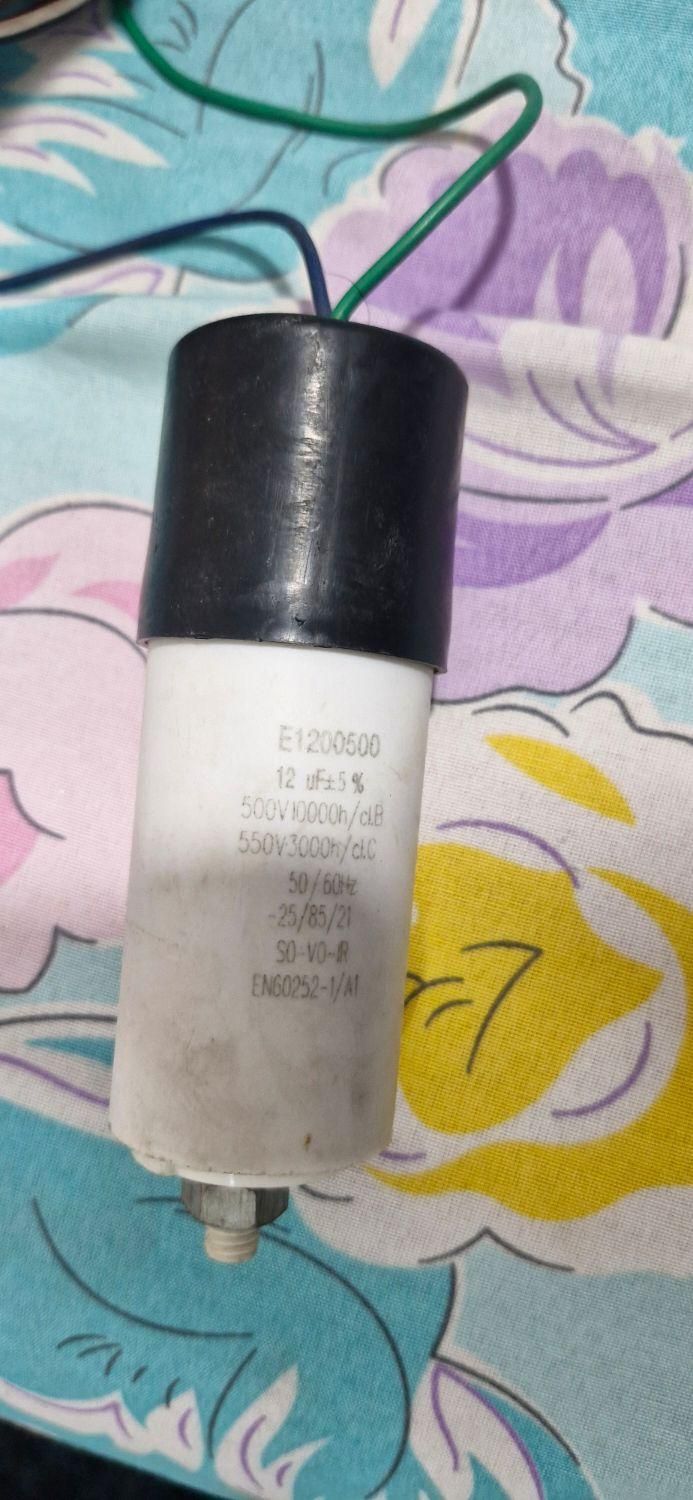 E1200500
12 uF±5 %
500V10000h/cl.B
550V3000h/cl.C
50/60Hz
-25/85/21
S0-V0-IR
EN60252-1/A1